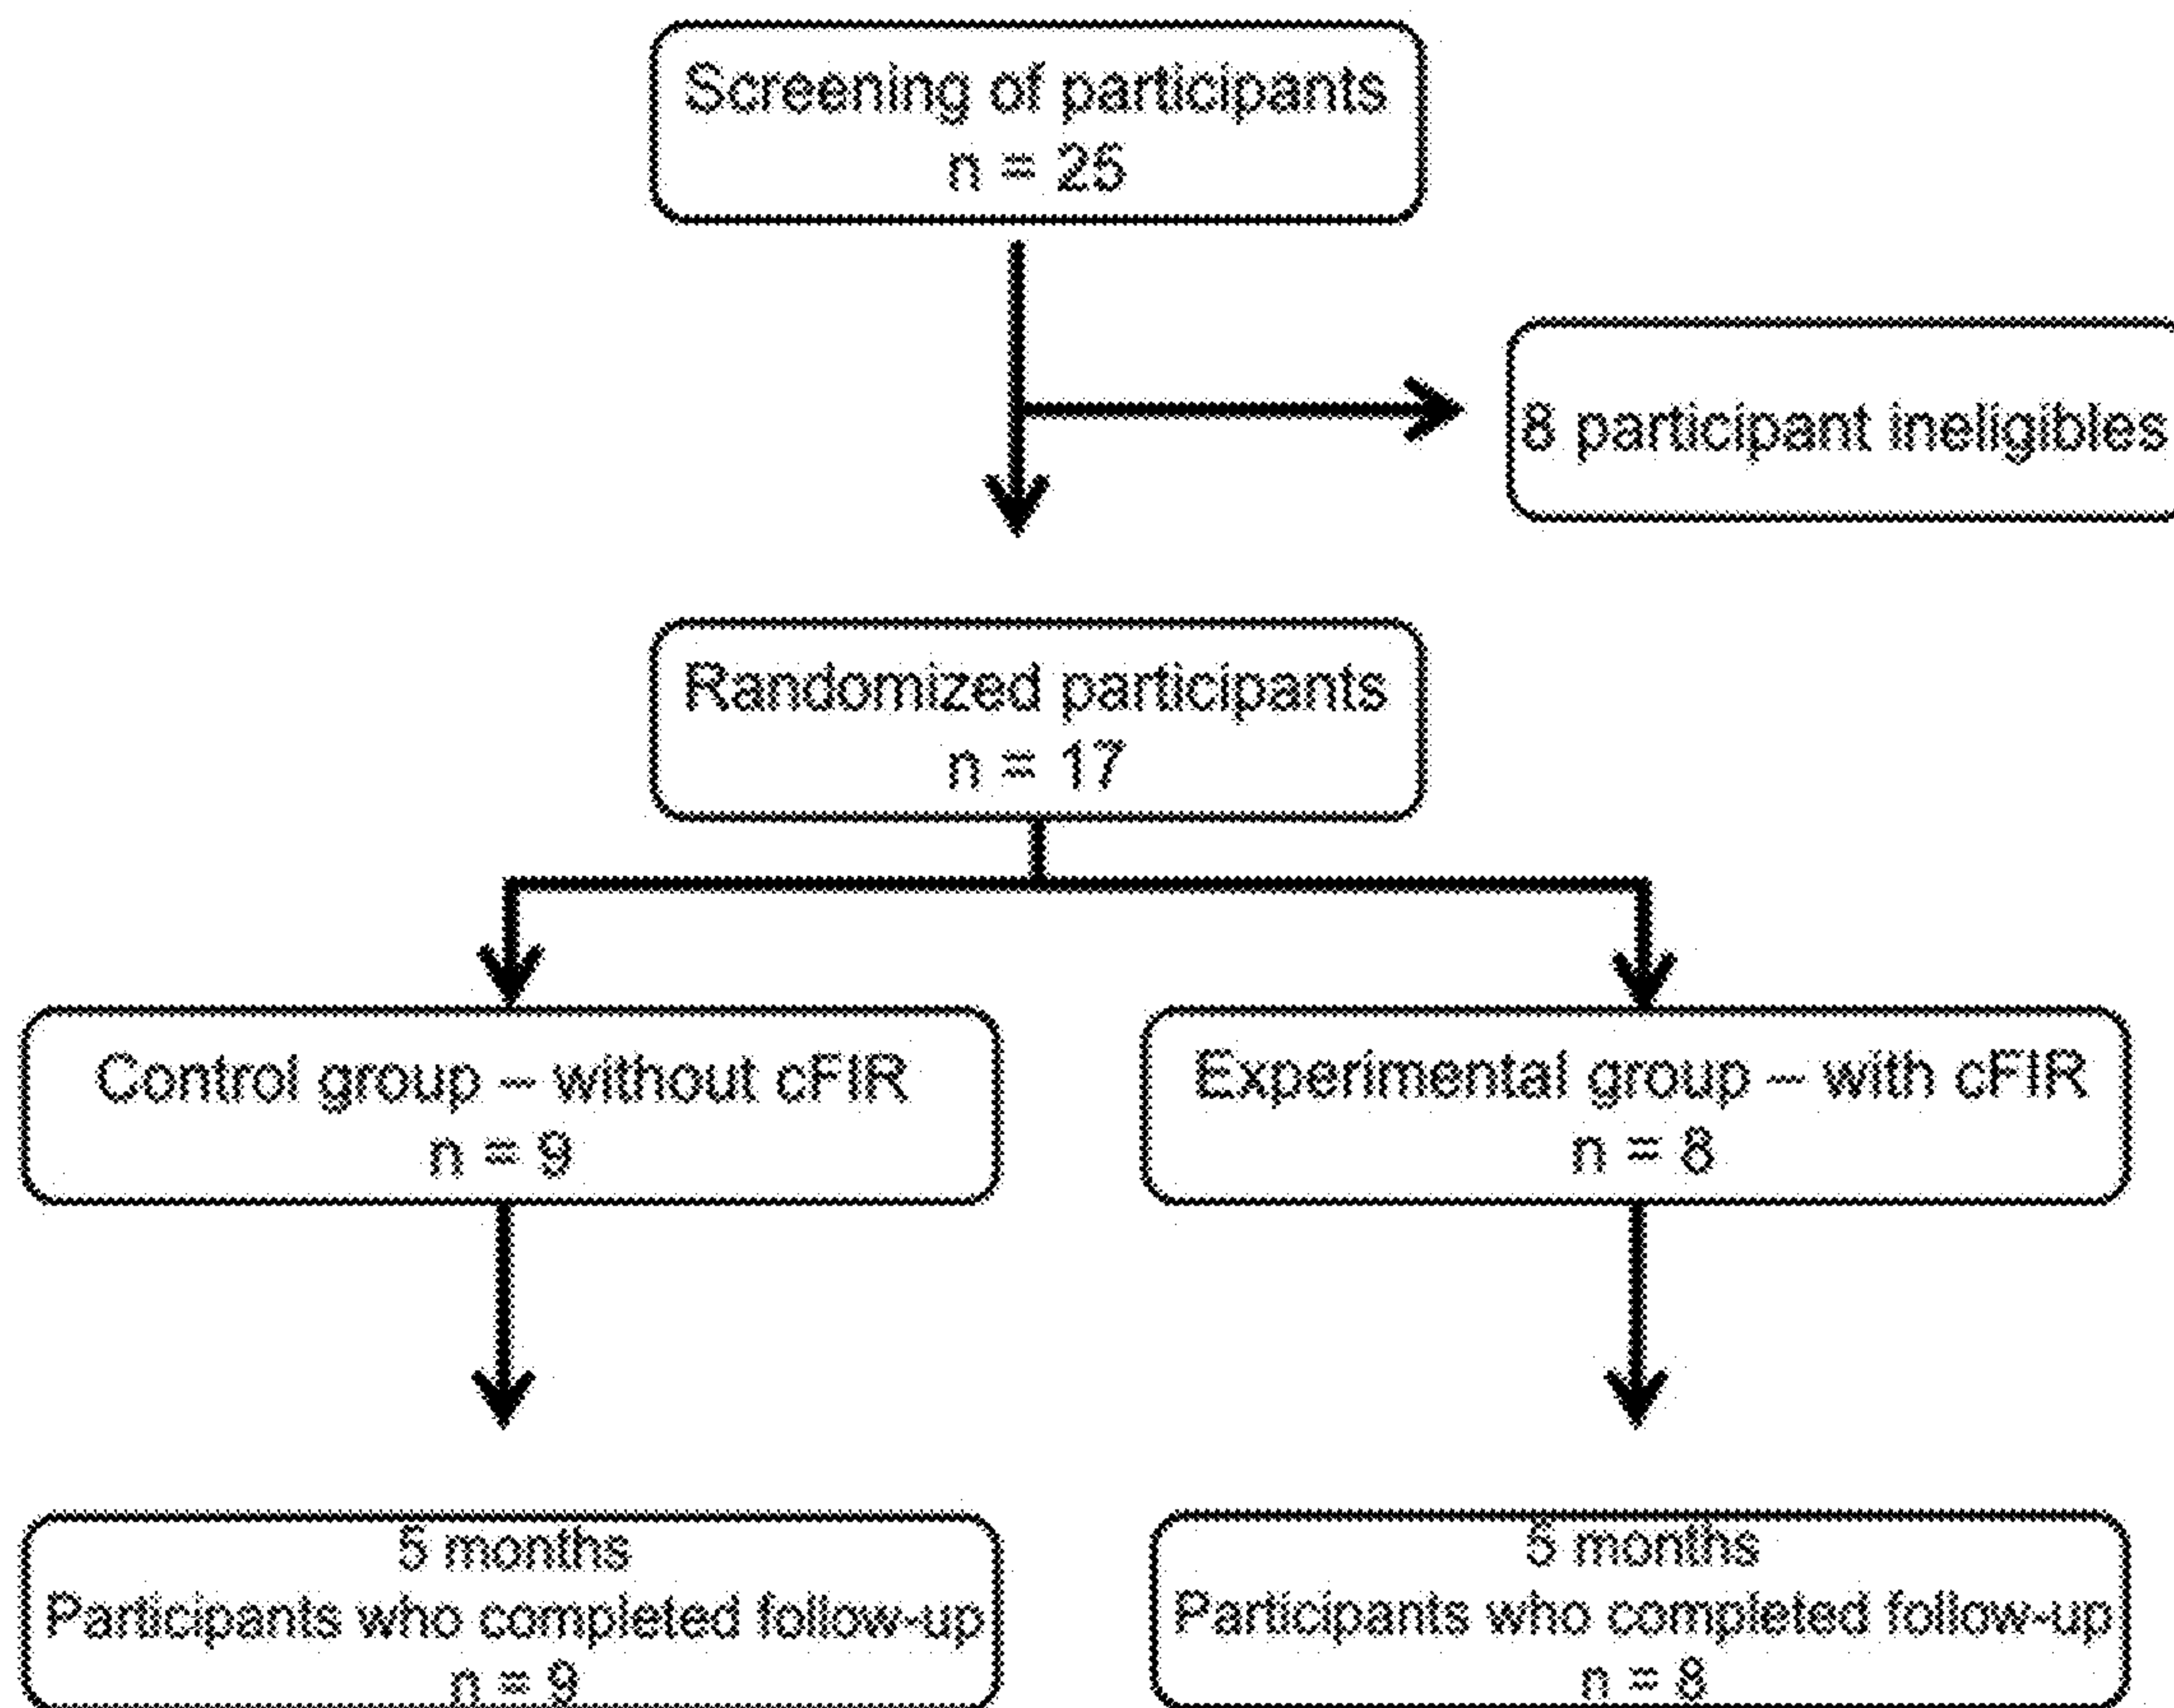 Screening of participants
n = 25
8 participant ineligibles
Randomized participants
n = 17
Control group – without cFIR
n = 9
Experimental group – with cFIR
n = 8
5 months
Participants who completed follow-up
n = 9
5 months
Participants who completed follow-up
n = 8